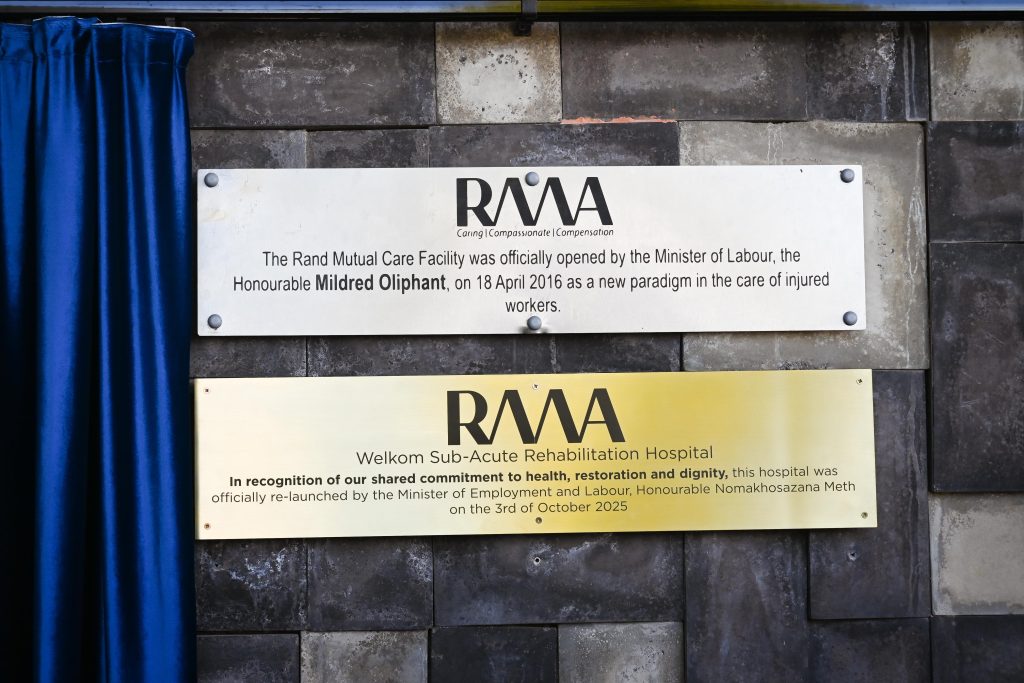 RMA
Caring | Compassionate | Compensation
The Rand Mutual Care Facility was officially opened by the Minister of Labour, the
Honourable Mildred Oliphant, on 18 April 2016 as a new paradigm in the care of injured
workers.
RMA
Welkom Sub-Acute Rehabilitation Hospital
In recognition of our shared commitment to health, restoration and dignity, this hospital was
officially re-launched by the Minister of Employment and Labour, Honourable Nomakhosazana Meth
on the 3rd of October 2025